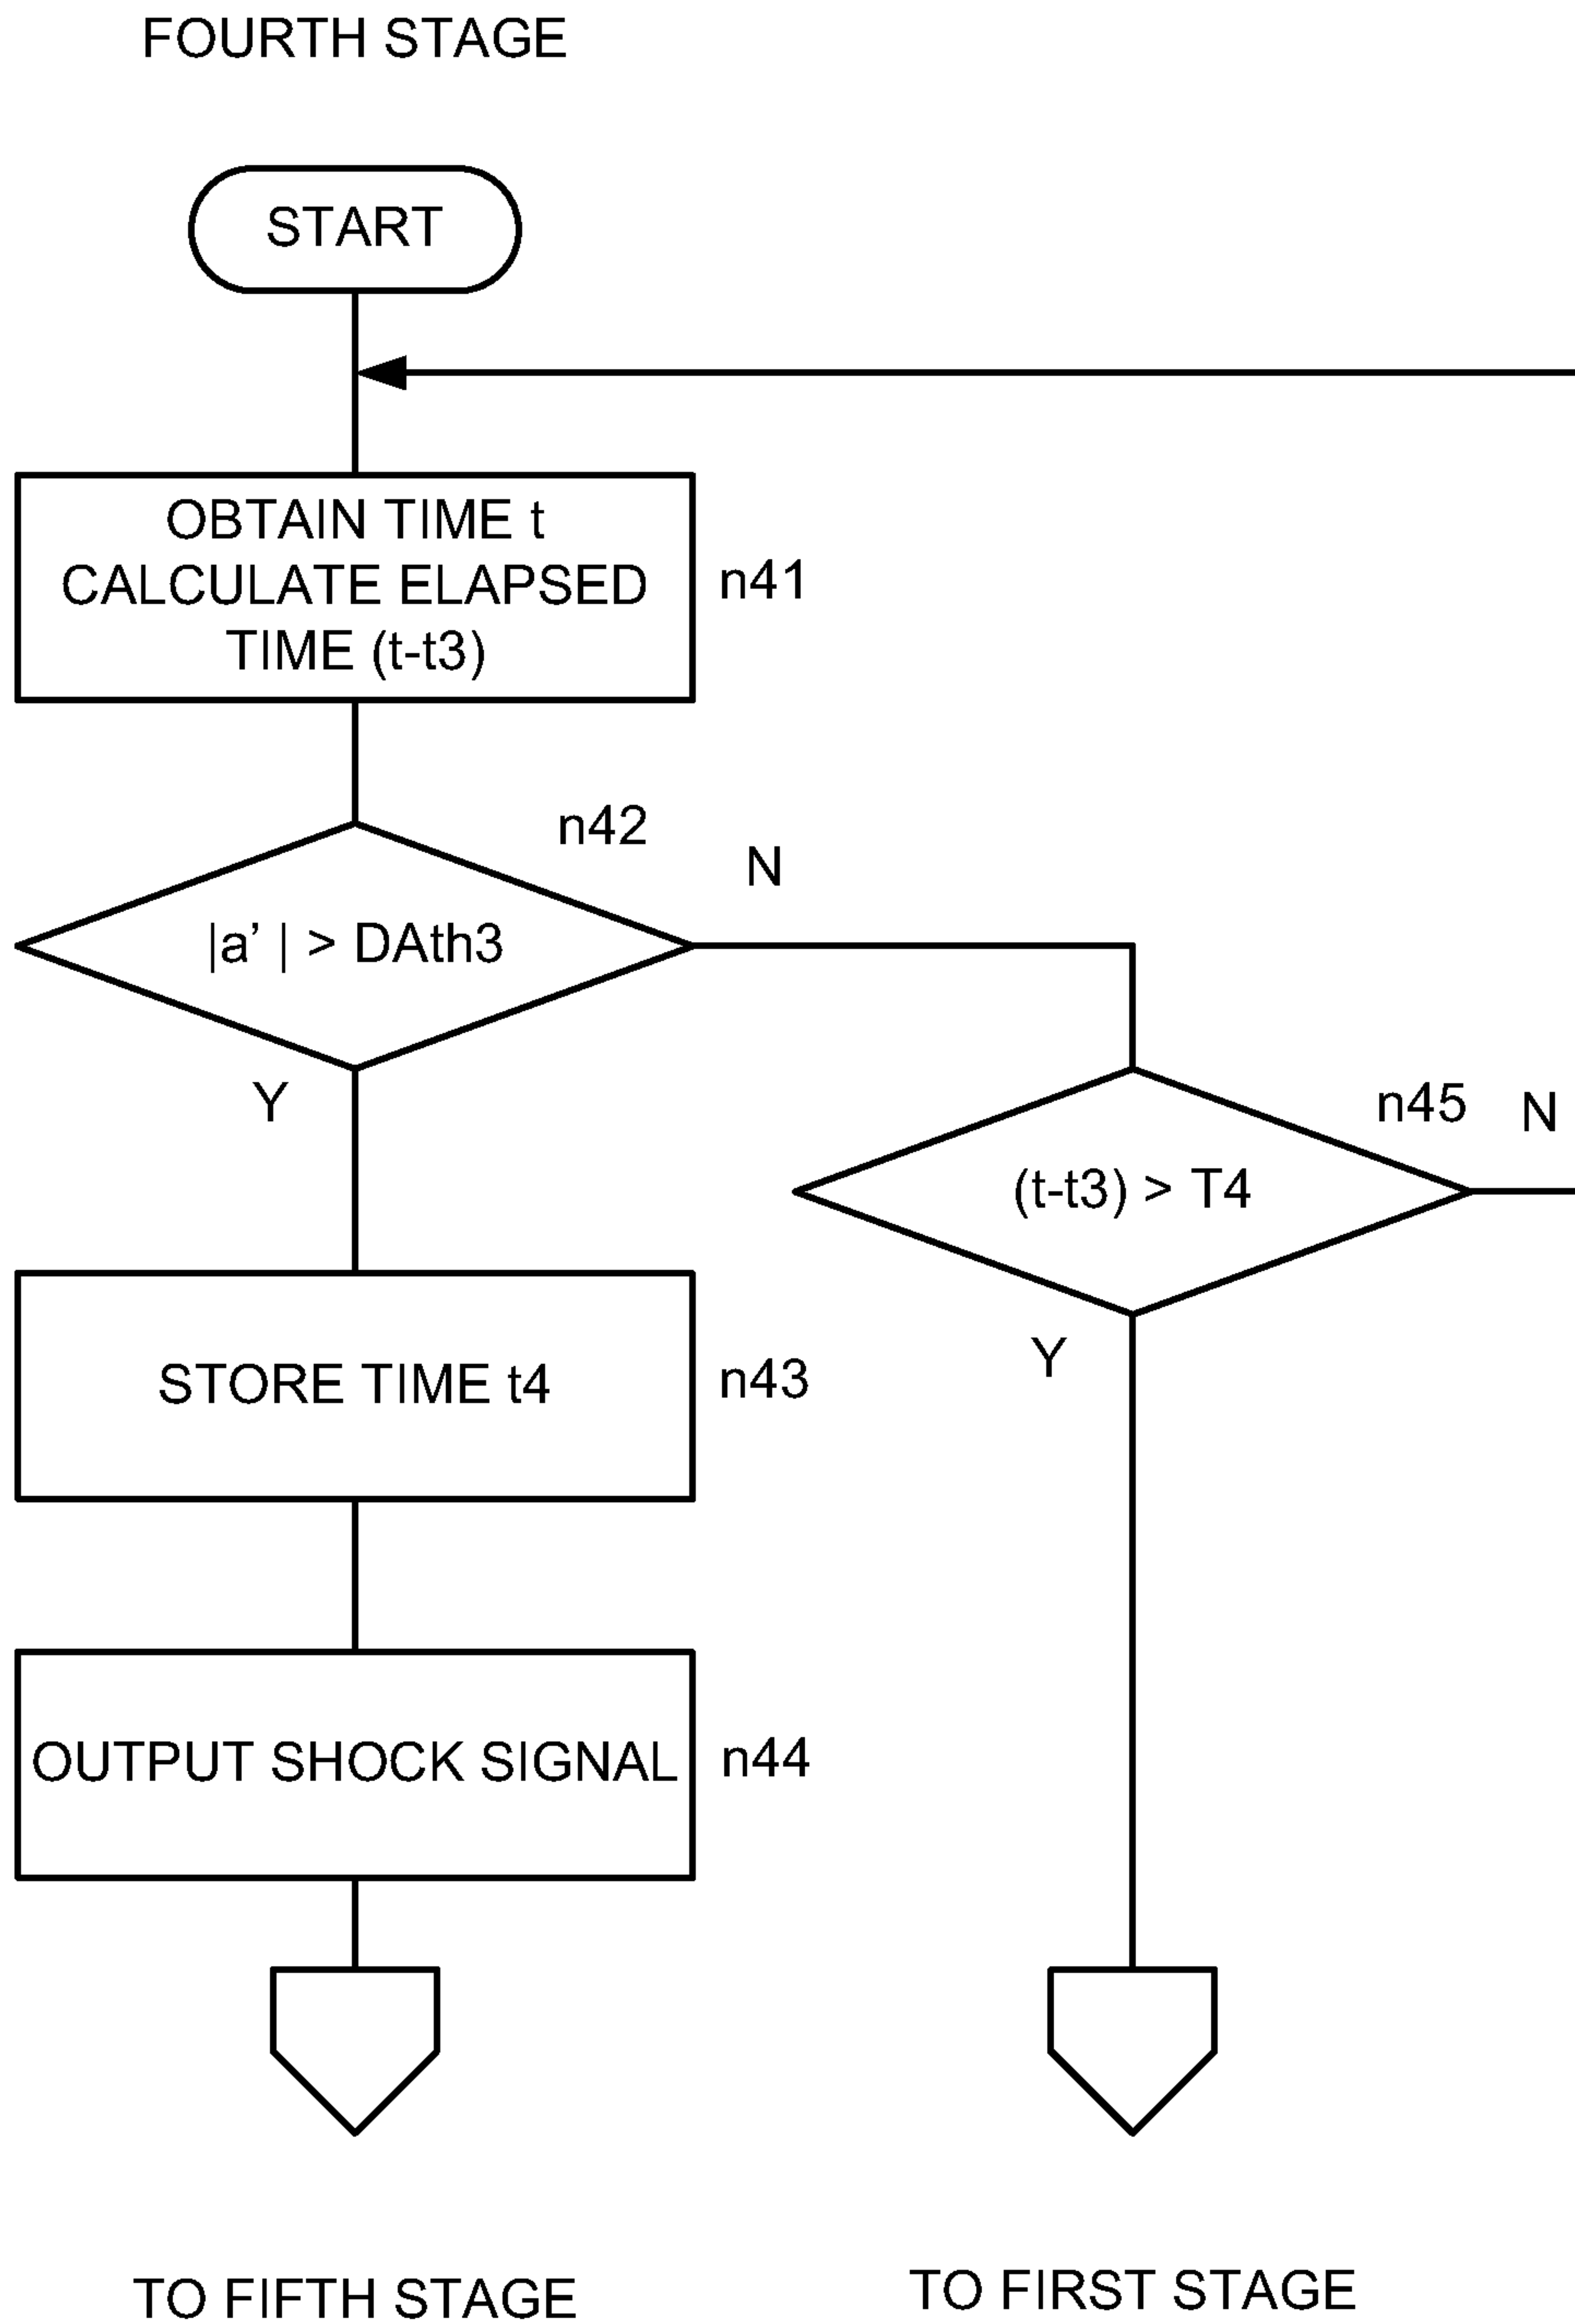 FOURTH STAGE
START
OBTAIN TIME t
CALCULATE ELAPSED
TIME (t-t3)
n41
n42
N
|a’ | > DAth3
Y
n45
N
(t-t3) > T4
Y
STORE TIME t4
n43
OUTPUT SHOCK SIGNAL
n44
TO FIFTH STAGE
TO FIRST STAGE